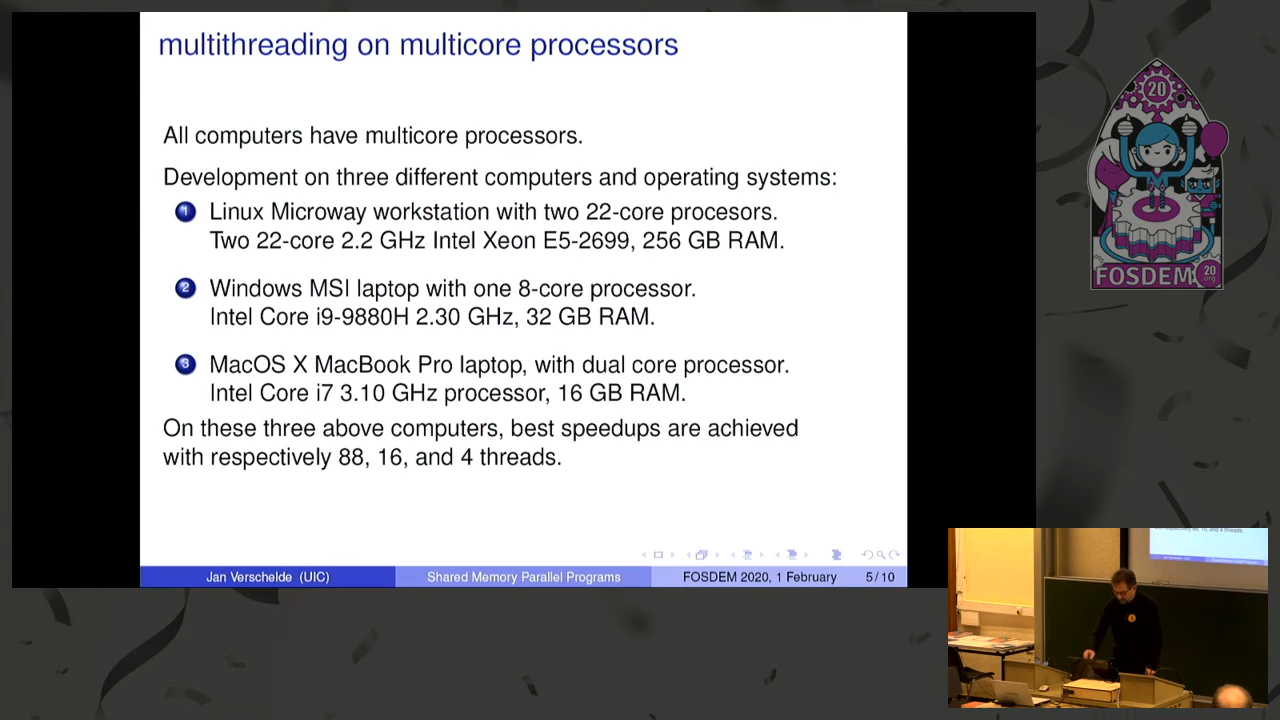 multithreading on multicore processors
All computers have multicore processors.
Development on three different computers and operating systems:
1 Linux Microway workstation with two 22-core procesors.
Two 22-core 2.2 GHz Intel Xeon E5-2699, 256 GB RAM.
2 Windows MSI laptop with one 8-core processor.
Intel Core i9-9880H 2.30 GHz, 32 GB RAM.
3 MacOS X MacBook Pro laptop, with dual core processor.
Intel Core i7 3.10 GHz processor, 16 GB RAM.
On these three above computers, best speedups are achieved
with respectively 88, 16, and 4 threads.
Jan Verschelde (UIC) Shared Memory Parallel Programs FOSDEM 2020, 1 February 5 / 10
20
FOSDEM 20 .org